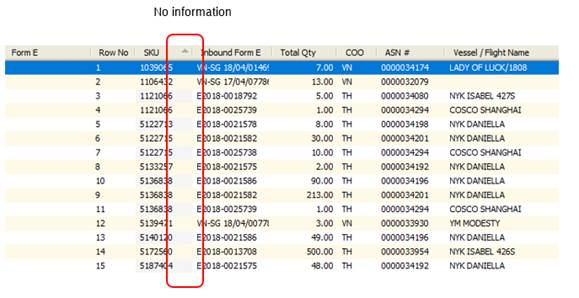 No information
Form E Row No SKU Inbound Form E Total Qty COO ASN # Vessel / Flight Name
1 1039065 VN-SG 18/04/0146 7.00 VN 0000034174 LADY OF LUCK/1808
2 1106432 VN-SG 17/04/0778 13.00 VN 0000032079
3 1121066 E2018-0018792 5.00 TH 0000034080 NYK ISABEL 427S
4 1121066 E2018-0025739 1.00 TH 0000034294 COSCO SHANGHAI
5 5122713 E2018-0021578 8.00 TH 0000034198 NYK DANIELLA
6 5122715 E2018-0021582 30.00 TH 0000034201 NYK DANIELLA
7 5122715 E2018-0025738 10.00 TH 0000034294 COSCO SHANGHAI
8 5133257 E2018-0021575 2.00 TH 0000034192 NYK DANIELLA
10 5136838 E2018-0021586 90.00 TH 0000034196 NYK DANIELLA
9 5136838 E2018-0021582 213.00 TH 0000034201 NYK DANIELLA
11 5136838 E2018-0025739 1.00 TH 0000034294 COSCO SHANGHAI
12 5139471 VN-SG 18/04/0077 3.00 VN 0000033930 YM MODESTY
13 5140120 E2018-0021586 49.00 TH 0000034196 NYK DANIELLA
14 5172560 E2018-0013708 500.00 TH 0000033954 NYK ISABEL 426S
15 5187404 E2018-0021575 48.00 TH 0000034192 NYK DANIELLA